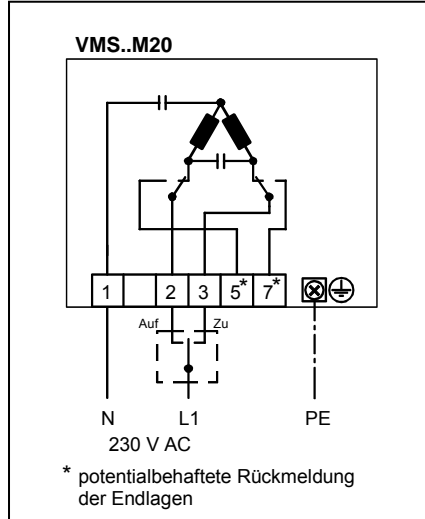 VMS..M20
1 2 3 5* 7*
Auf Zu
N L1 PE
230 V AC
* potentialbehaftete Rückmeldung
der Endlagen